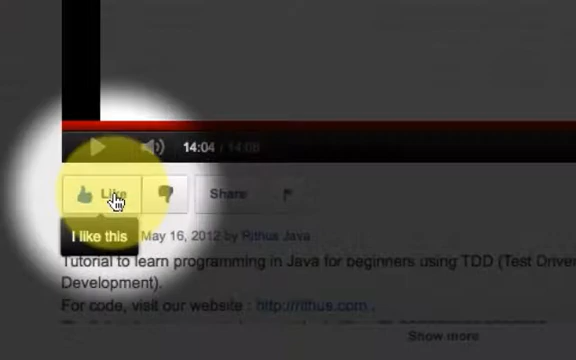 14:04 / 14:08
Like
Share
I like this
May 16, 2012 by Rithus Java
Tutorial to learn programming in Java for beginners using TDD (Test Driven
Development).
For code, visit our website : http://rithus.com .
Show more